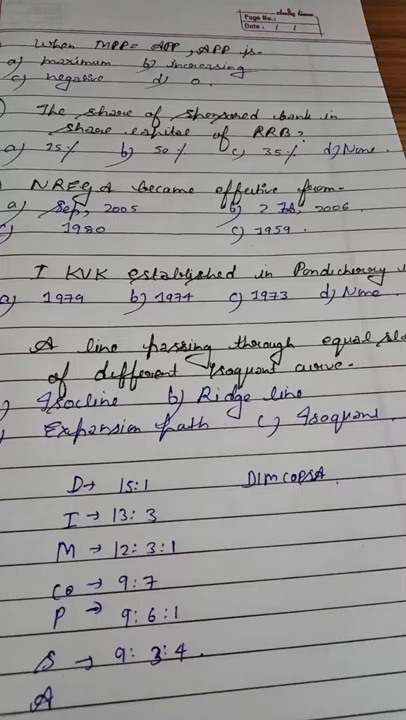 Page No.:
Date: / /
When MPP = APP, APP is-
a) maximum b) increasing
c) negative d) 0.
The share of sponsored bank in
share capital of RRB?
a) 25% b) 50% c) 35% d) None
NREGA became effective from-
a) Sep, 2005 b) 2 Feb, 2006
1980 c) 1959.
I KVK established in Pondicherry
a) 1979 b) 1974 c) 1973 d) None
A line passing through equal
of different Isoquant curve-
Isocline b) Ridge line
Expansion path c) Isoquant
D → 15:1 DIMCOPSA
I → 13:3
M → 12:3:1
Co → 9:7
P → 9:6:1
S → 9:3:4.
A